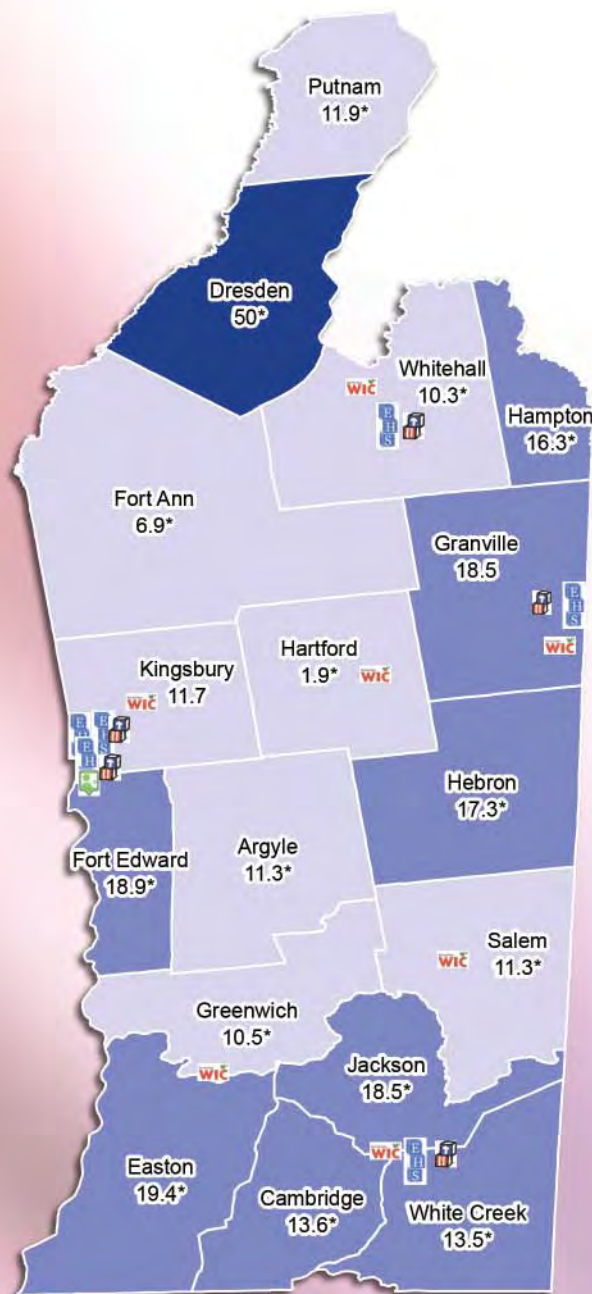 Putnam
11.9*
Dresden
50*
Whitehall
10.3*
WIC
E
H
S
Hampton
16.3*
Fort Ann
6.9*
Granville
18.5
E
H
S
WIC
Hartford
1.9*
WIC
Kingsbury
11.7
WIC
E
E
H
S
E
H
Hebron
17.3*
Fort Edward
18.9*
Argyle
11.3*
Salem
11.3*
WIC
Greenwich
10.5*
WIC
Jackson
18.5*
WIC
E
H
S
Easton
19.4*
Cambridge
13.6*
White Creek
13.5*